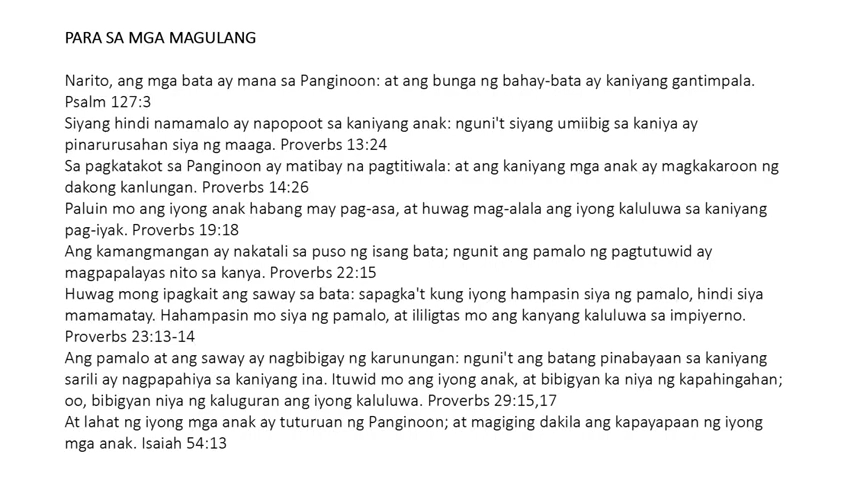 PARA SA MGA MAGULANG
Narito, ang mga bata ay mana sa Panginoon: at ang bunga ng bahay-bata ay kaniyang gantimpala.
Psalm 127:3
Siyang hindi namamalo ay napopoot sa kaniyang anak: nguni't siyang umiibig sa kaniya ay
pinarurusahan siya ng maaga. Proverbs 13:24
Sa pagkatakot sa Panginoon ay matibay na pagtitiwala: at ang kaniyang mga anak ay magkakaroon ng
dakong kanlungan. Proverbs 14:26
Paluin mo ang iyong anak habang may pag-asa, at huwag mag-alala ang iyong kaluluwa sa kaniyang
pag-iyak. Proverbs 19:18
Ang kamangmangan ay nakatali sa puso ng isang bata; ngunit ang pamalo ng pagtutuwid ay
magpapalayas nito sa kanya. Proverbs 22:15
Huwag mong ipagkait ang saway sa bata: sapagka't kung iyong hampasin siya ng pamalo, hindi siya
mamamatay. Hahampasin mo siya ng pamalo, at ililigtas mo ang kanyang kaluluwa sa impiyerno.
Proverbs 23:13-14
Ang pamalo at ang saway ay nagbibigay ng karunungan: nguni't ang batang pinabayaan sa kaniyang
sarili ay nagpapahiya sa kaniyang ina. Ituwid mo ang iyong anak, at bibigyan ka niya ng kapahingahan;
oo, bibigyan niya ng kaluguran ang iyong kaluluwa. Proverbs 29:15,17
At lahat ng iyong mga anak ay tuturuan ng Panginoon; at magiging dakila ang kapayapaan ng iyong
mga anak. Isaiah 54:13